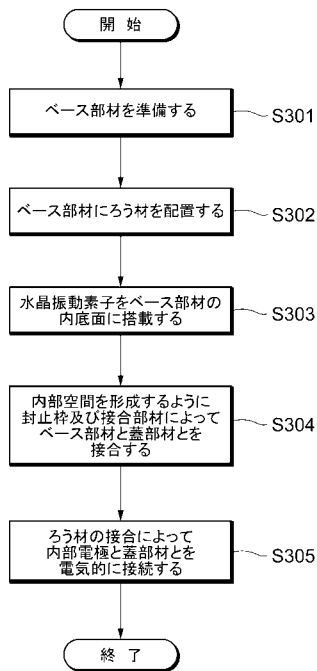 開 始
ベース部材を準備する
S301
ベース部材にろう材を配置する
S302
水晶振動素子をベース部材の
内底面に搭載する
S303
内部空間を形成するように
封止枠及び接合部材によって
ベース部材と蓋部材とを
接合する
S304
ろう材の接合によって
内部電極と蓋部材とを
電気的に接続する
S305
終 了